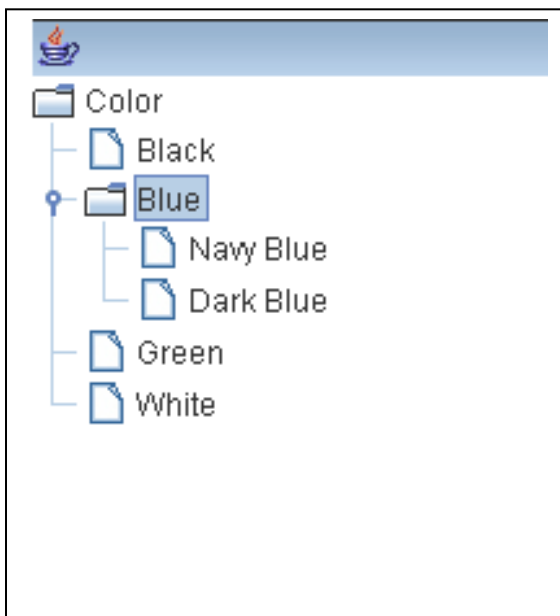 Color
Black
Blue
Navy Blue
Dark Blue
Green
White